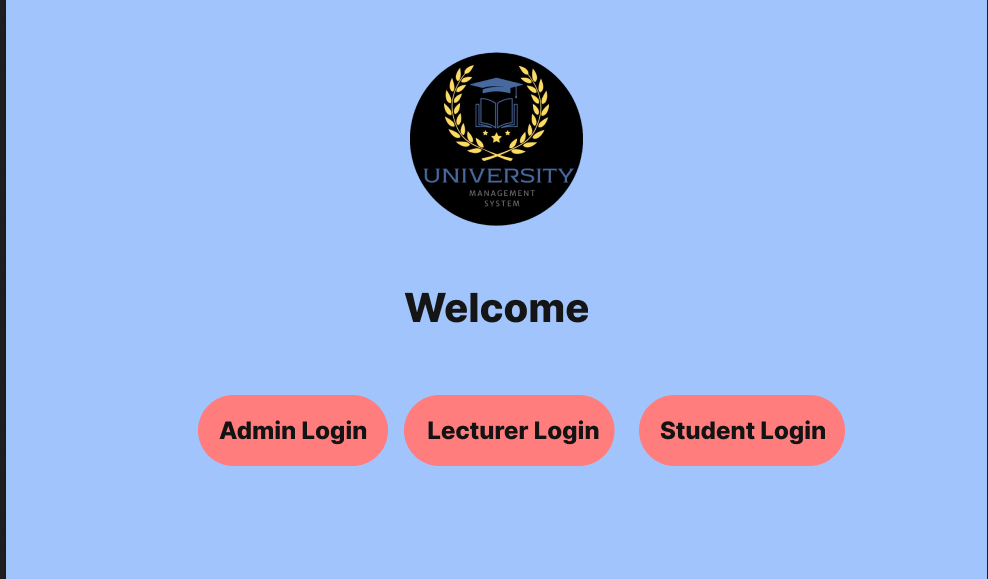 UNIVERSITY
MANAGEMENT
SYSTEM
Welcome
Admin Login
Lecturer Login
Student Login